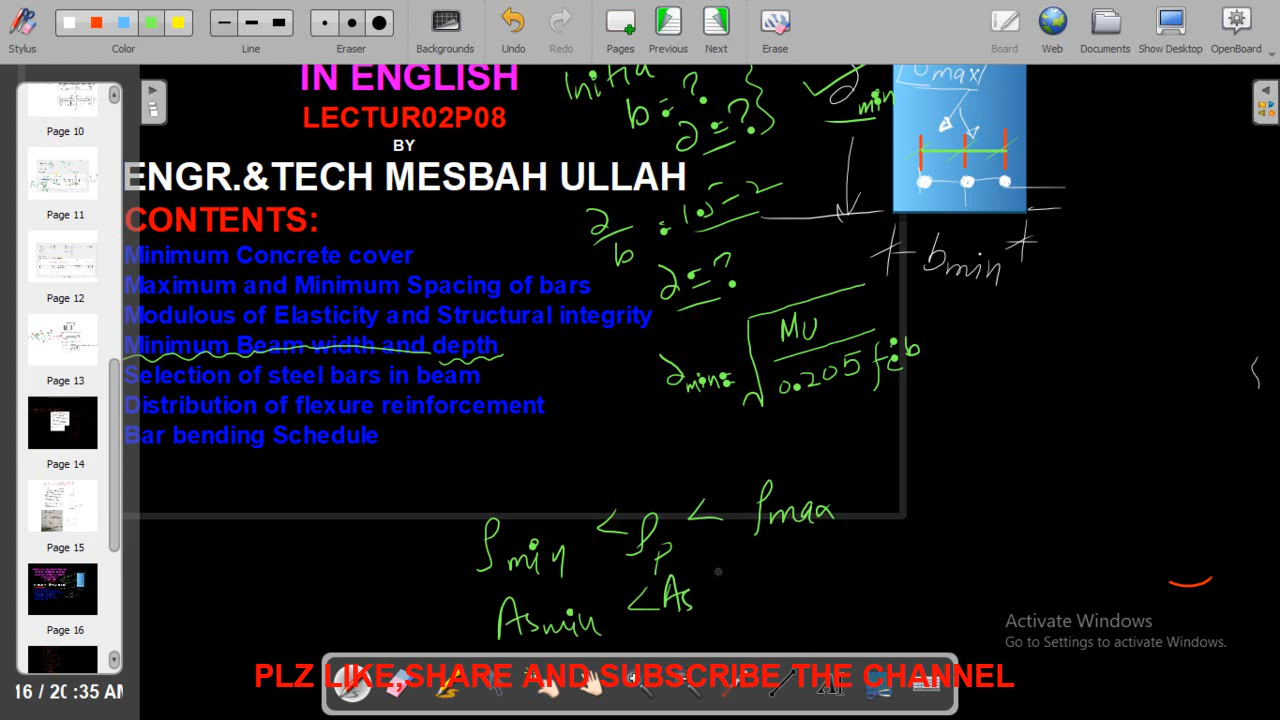 Stylus
Color
Line
Eraser
Backgrounds
Undo
Redo
Pages
Previous
Next
Erase
Board
Web
Documents
Show Desktop
OpenBoard
Page 10
Page 11
Page 12
Page 13
Page 14
Page 15
Page 16
IN ENGLISH
LECTUR02P08
BY
ENGR.&TECH MESBAH ULLAH
CONTENTS:
Minimum Concrete cover
Maximum and Minimum Spacing of bars
Modulous of Elasticity and Structural integrity
Minimum Beam width and depth
Selection of steel bars in beam
Distribution of flexure reinforcement
Bar bending Schedule
b = ?
∂ = ?
∂/b = 1.5-2
∂ = ?
∂min = √(MU / 0.205 fc b)
min
max
bmin
ρmin < ρp < ρmax
Asmin < As
Activate Windows
Go to Settings to activate Windows.
PLZ LIKE,SHARE AND SUBSCRIBE THE CHANNEL